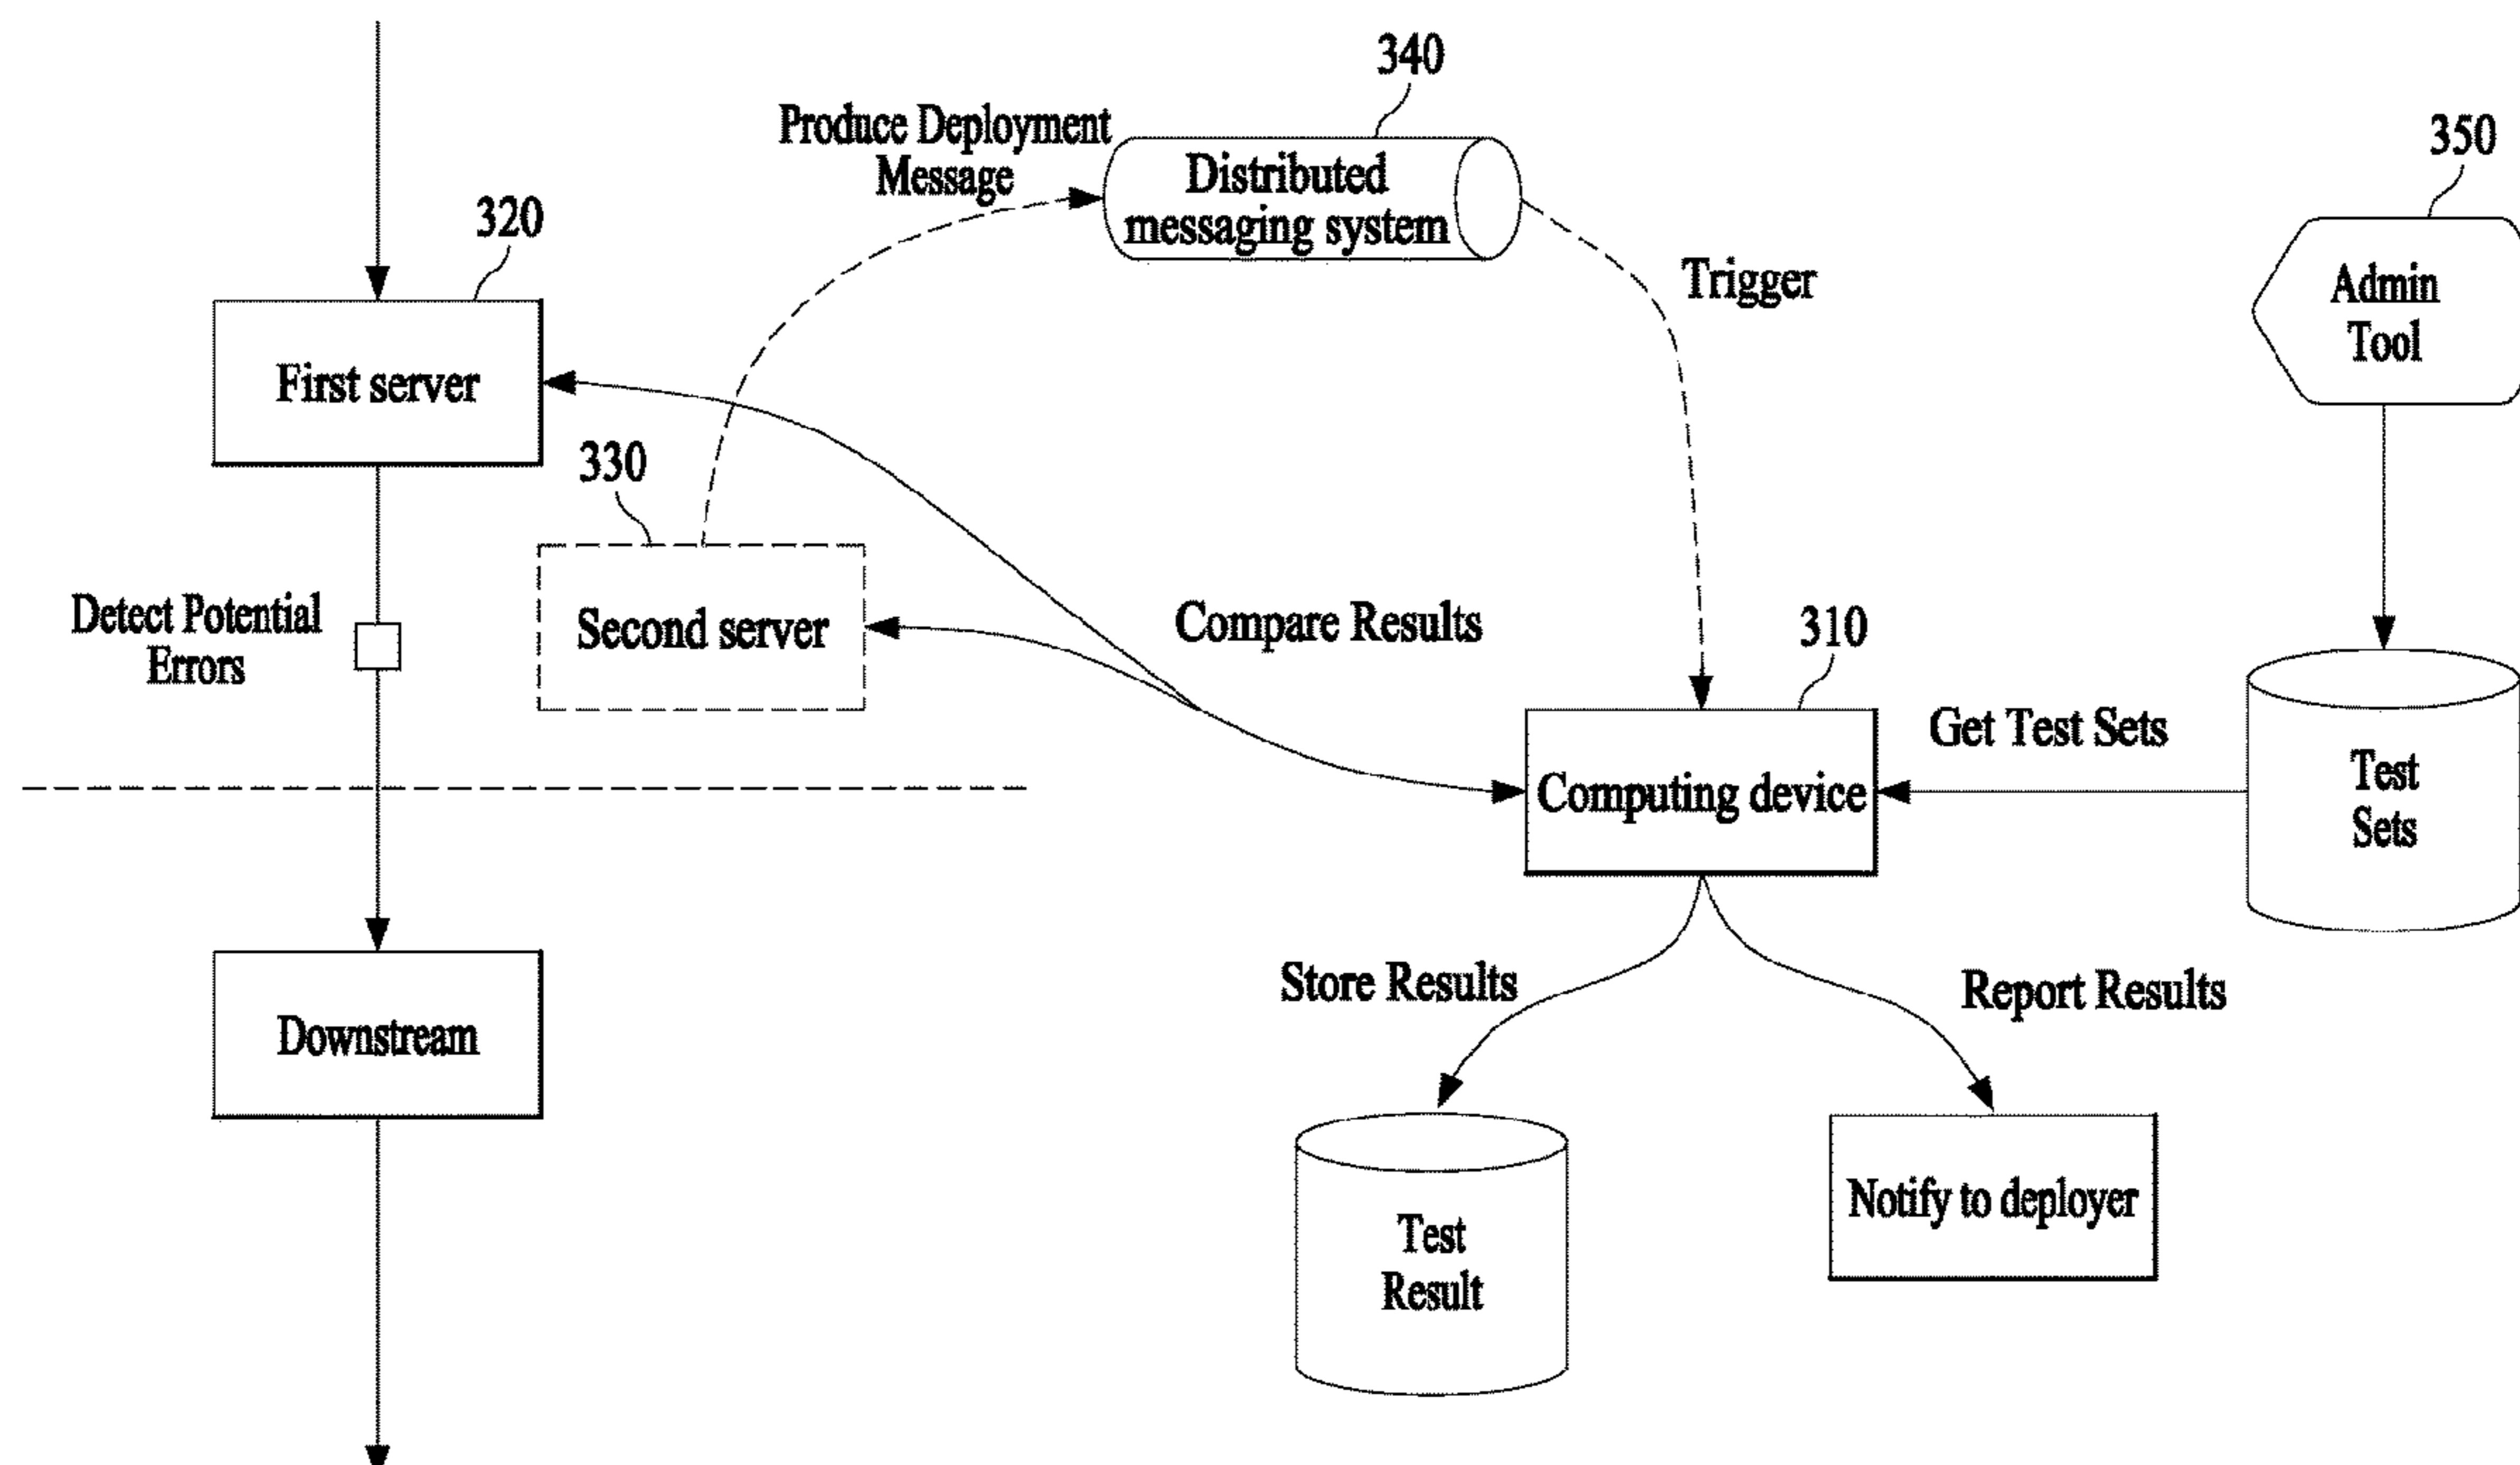 340
Produce Deployment
Message
Distributed
messaging system
350
320
Trigger
Admin
Tool
First server
330
Detect Potential
Errors
Second server
Compare Results
310
Get Test Sets
Computing device
Test
Sets
Store Results
Report Results
Downstream
Test
Result
Notify to deployer